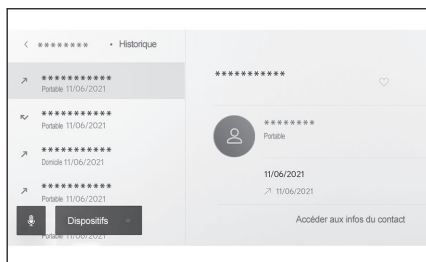 ******** • Historique
***********
Portable 11/06/2021
***********
Portable 11/06/2021
***********
Domicile 11/06/2021
***********
Portable 11/06/2021
Dispositifs
Portable 11/06/2021
***********
********
Portable
11/06/2021
11/06/2021
Accéder aux infos du contact